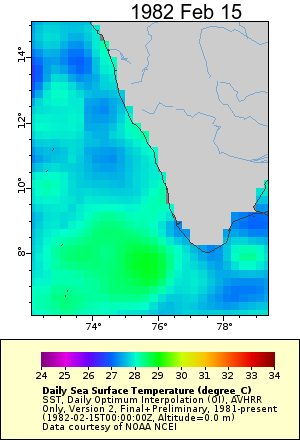 1982 Feb 15
14°
12°
10°
8°
74° 76° 78°
24 25 26 27 28 29 30 31 32 33 34
Daily Sea Surface Temperature (degree_C)
SST, Daily Optimum Interpolation (OI), AVHRR
Only, Version 2, Final+Preliminary, 1981-present
(1982-02-15T00:00:00Z, Altitude=0.0 m)
Data courtesy of NOAA NCEI